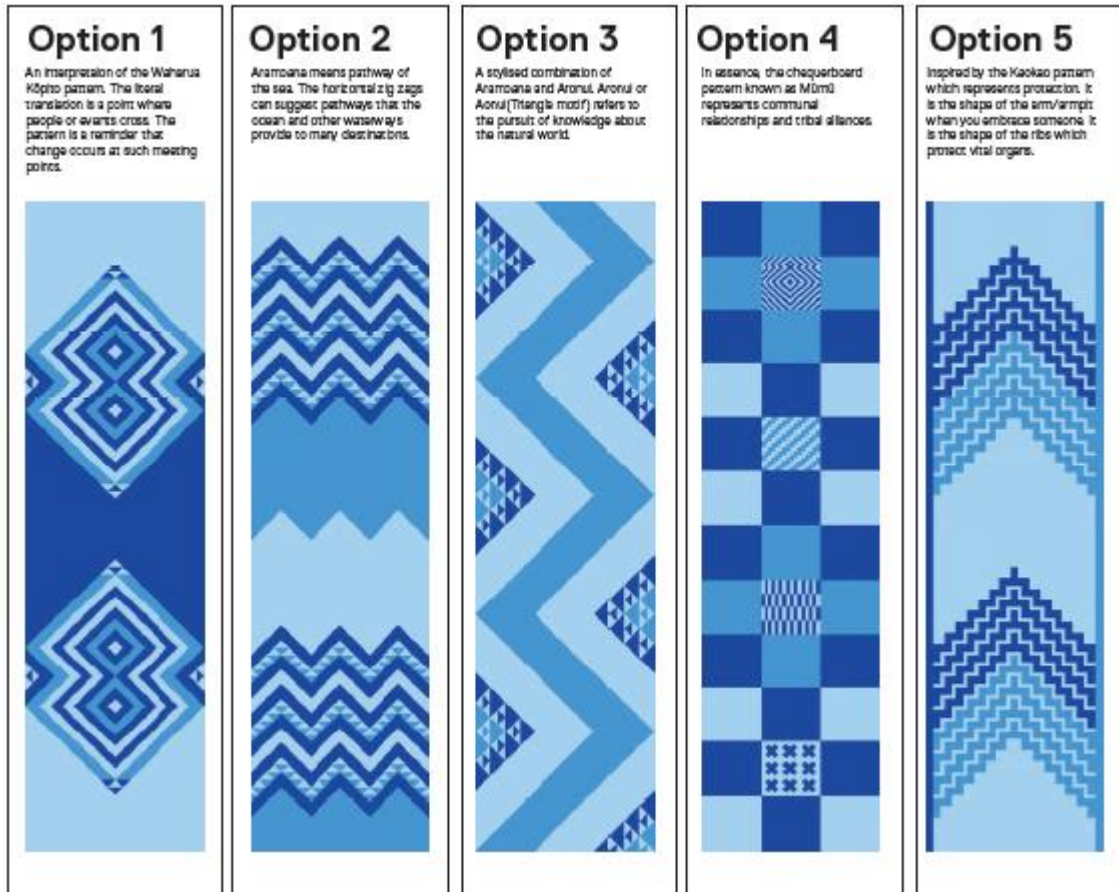 Option 1
An interpretation of the Waharua
Kōpito pattern. The literal
translation is a point where
people or events cross. The
pattern is a reminder that
change occurs at such meeting
points.
Option 2
Aramoana means pathway of
the sea. The horizontal zig zags
can suggest pathways that the
ocean and other waterways
provide to many destinations.
Option 3
A stylised combination of
Aramoana and Aronui. Aronui or
Aonui(Triangle motif) refers to
the pursuit of knowledge about
the natural world.
Option 4
In essence, the chequerboard
pattern known as Mūmū
represents communal
relationships and tribal alliances.
Option 5
Inspired by the Kaokao pattern
which represents protection. It
is the shape of the arm/armpit
when you embrace someone. It
is the shape of the ribs which
protect vital organs.